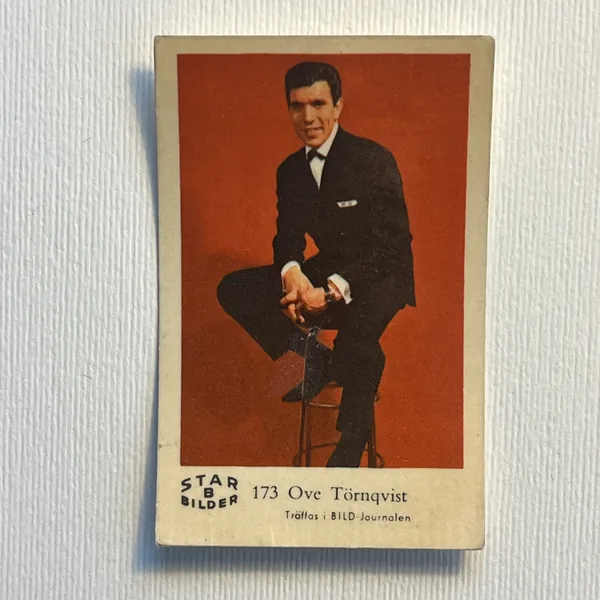 STAR
B
BILDER
173 Ove Törnqvist
Träffas i BILD-Journalen